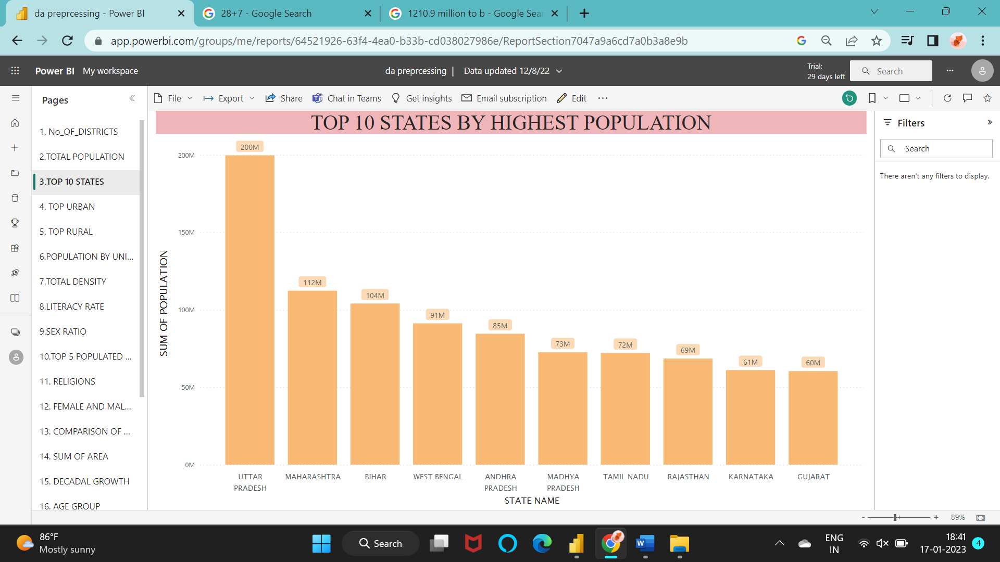 da preprcessing - Power BI
28+7 - Google Search
1210.9 million to b - Google Sear
app.powerbi.com/groups/me/reports/64521926-63f4-4ea0-b33b-cd038027986e/ReportSection7047a9a6cd7a0b3a8e9b
Power BI My workspace
da preprcessing | Data updated 12/8/22
Trial:
29 days left
Search
Pages
File
Export
Share
Chat in Teams
Get insights
Email subscription
Edit
1. No_OF_DISTRICTS
2.TOTAL POPULATION
3.TOP 10 STATES
4. TOP URBAN
5. TOP RURAL
6.POPULATION BY UNI...
7.TOTAL DENSITY
8.LITERACY RATE
9.SEX RATIO
10.TOP 5 POPULATED ...
11. RELIGIONS
12. FEMALE AND MAL...
13. COMPARISON OF ...
14. SUM OF AREA
15. DECADAL GROWTH
16. AGE GROUP
TOP 10 STATES BY HIGHEST POPULATION
SUM OF POPULATION
200M
150M
100M
50M
0M
200M
112M
104M
91M
85M
73M
72M
69M
61M
60M
UTTAR
PRADESH
MAHARASHTRA
BIHAR
WEST BENGAL
ANDHRA
PRADESH
MADHYA
PRADESH
TAMIL NADU
RAJASTHAN
KARNATAKA
GUJARAT
STATE NAME
Filters
Search
There aren't any filters to display.
- + 89%
86°F
Mostly sunny
Search
W
ENG
IN
18:41
17-01-2023
4